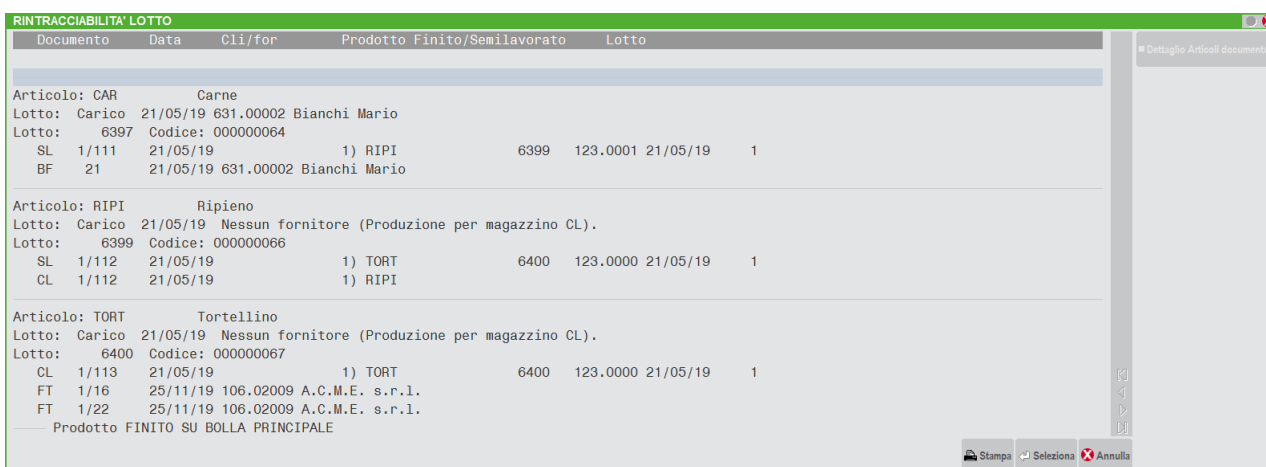 RINTRACCIABILITA' LOTTO
Documento Data Cli/for Prodotto Finito/Semilavorato Lotto
Dettaglio Articoli documento
Articolo: CAR Carne
Lotto: Carico 21/05/19 631.00002 Bianchi Mario
Lotto: 6397 Codice: 000000064
SL 1/111 21/05/19 1) RIPI 6399 123.0001 21/05/19 1
BF 21 21/05/19 631.00002 Bianchi Mario
Articolo: RIPI Ripieno
Lotto: Carico 21/05/19 Nessun fornitore (Produzione per magazzino CL).
Lotto: 6399 Codice: 000000066
SL 1/112 21/05/19 1) TORT 6400 123.0000 21/05/19 1
CL 1/112 21/05/19 1) RIPI
Articolo: TORT Tortellino
Lotto: Carico 21/05/19 Nessun fornitore (Produzione per magazzino CL).
Lotto: 6400 Codice: 000000067
CL 1/113 21/05/19 1) TORT 6400 123.0000 21/05/19 1
FT 1/16 25/11/19 106.02009 A.C.M.E. s.r.l.
FT 1/22 25/11/19 106.02009 A.C.M.E. s.r.l.
Prodotto FINITO SU BOLLA PRINCIPALE
Stampa Seleziona Annulla